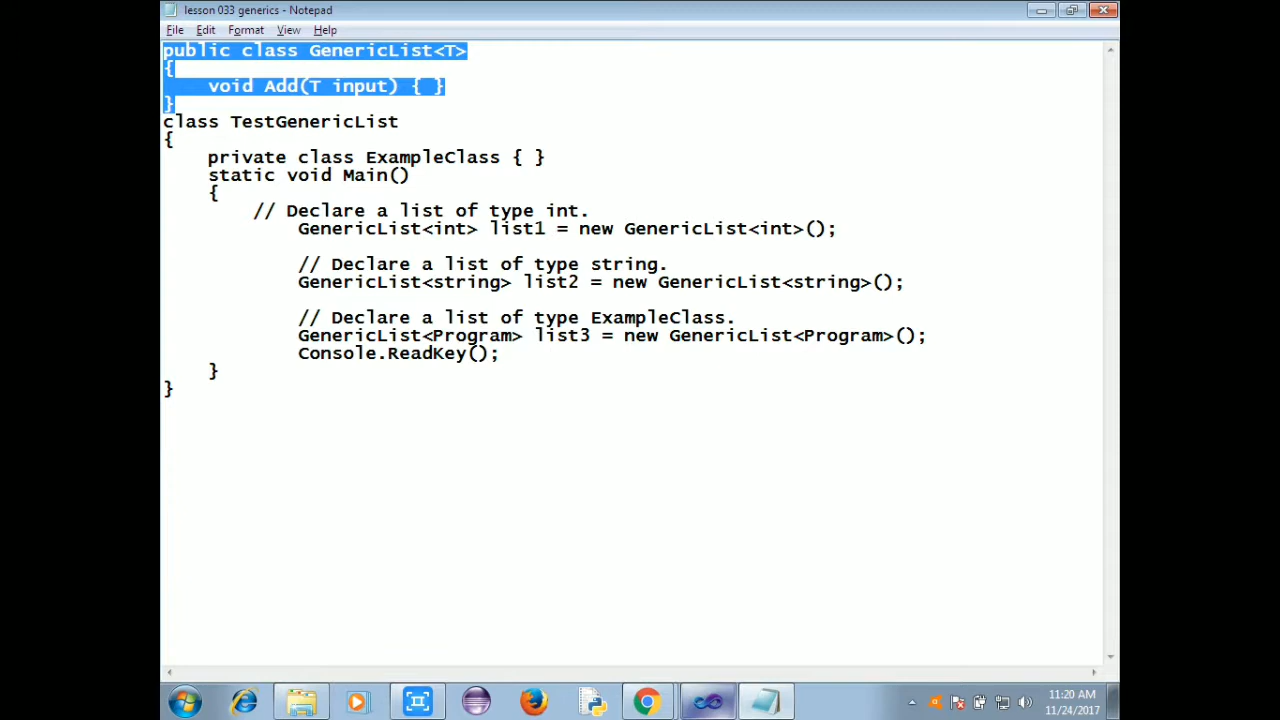 lesson 033 generics - Notepad
File Edit Format View Help
public class GenericList<T>
{
void Add(T input) { }
}
class TestGenericList
{
private class ExampleClass { }
static void Main()
{
// Declare a list of type int.
GenericList<int> list1 = new GenericList<int>();
// Declare a list of type string.
GenericList<string> list2 = new GenericList<string>();
// Declare a list of type ExampleClass.
GenericList<Program> list3 = new GenericList<Program>();
Console.ReadKey();
}
}
11:20 AM
11/24/2017